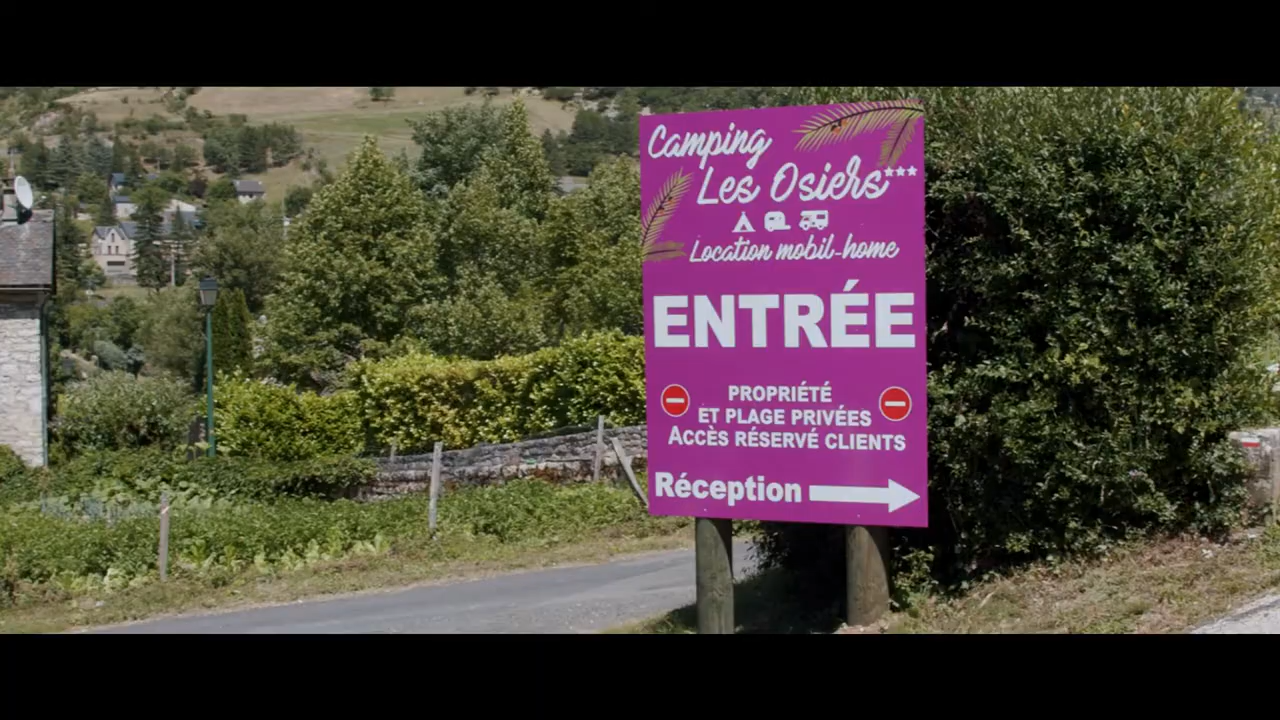 Camping
Les Osiers***
Location mobil-home
ENTRÉE
PROPRIÉTÉ
ET PLAGE PRIVÉES
ACCÈS RÉSERVÉ CLIENTS
Réception